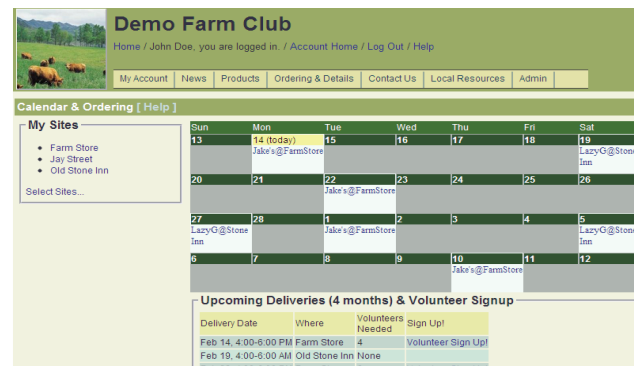 Demo Farm Club
Home / John Doe, you are logged in. / Account Home / Log Out / Help
My Account News Products Ordering & Details Contact Us Local Resources Admin
Calendar & Ordering [ Help ]
My Sites
Farm Store
Jay Street
Old Stone Inn
Select Sites...
Sun Mon Tue Wed Thu Fri Sat
13 14 (today) 15 16 17 18 19
Jake's@FarmStore LazyG@Stone
Inn
20 21 22 23 24 25 26
Jake's@FarmStore
27 28 1 2 3 4 5
LazyG@Stone Jake's@FarmStore LazyG@Stone
Inn Inn
6 7 8 9 10 11 12
Jake's@FarmStore
Upcoming Deliveries (4 months) & Volunteer Signup
Delivery Date Where Volunteers Needed Sign Up!
Feb 14, 4:00-6:00 PM Farm Store 4 Volunteer Sign Up!
Feb 19, 4:00-6:00 AM Old Stone Inn None